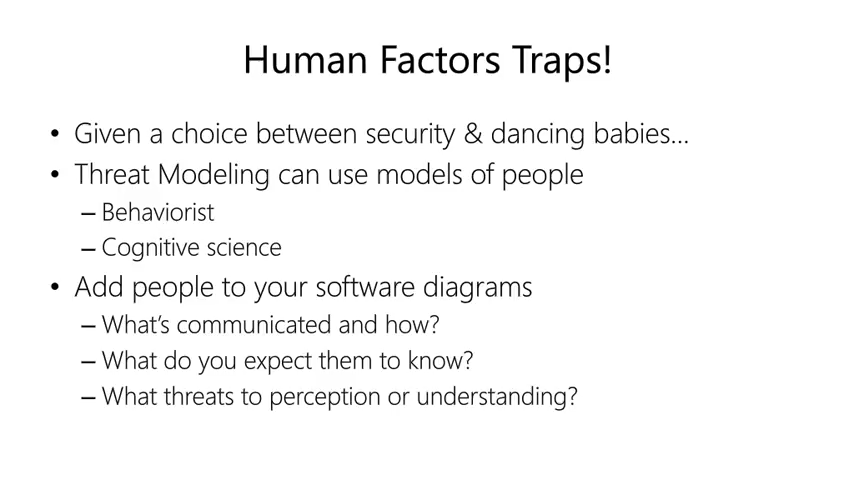 Human Factors Traps!
• Given a choice between security & dancing babies…
• Threat Modeling can use models of people
– Behaviorist
– Cognitive science
• Add people to your software diagrams
– What's communicated and how?
– What do you expect them to know?
– What threats to perception or understanding?